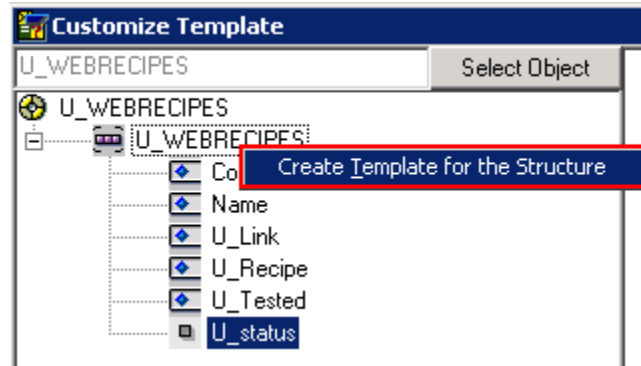 Customize Template
U_WEBRECIPES
Select Object
U_WEBRECIPES
U_WEBRECIPES
Create Template for the Structure
Name
U_Link
U_Recipe
U_Tested
U_status